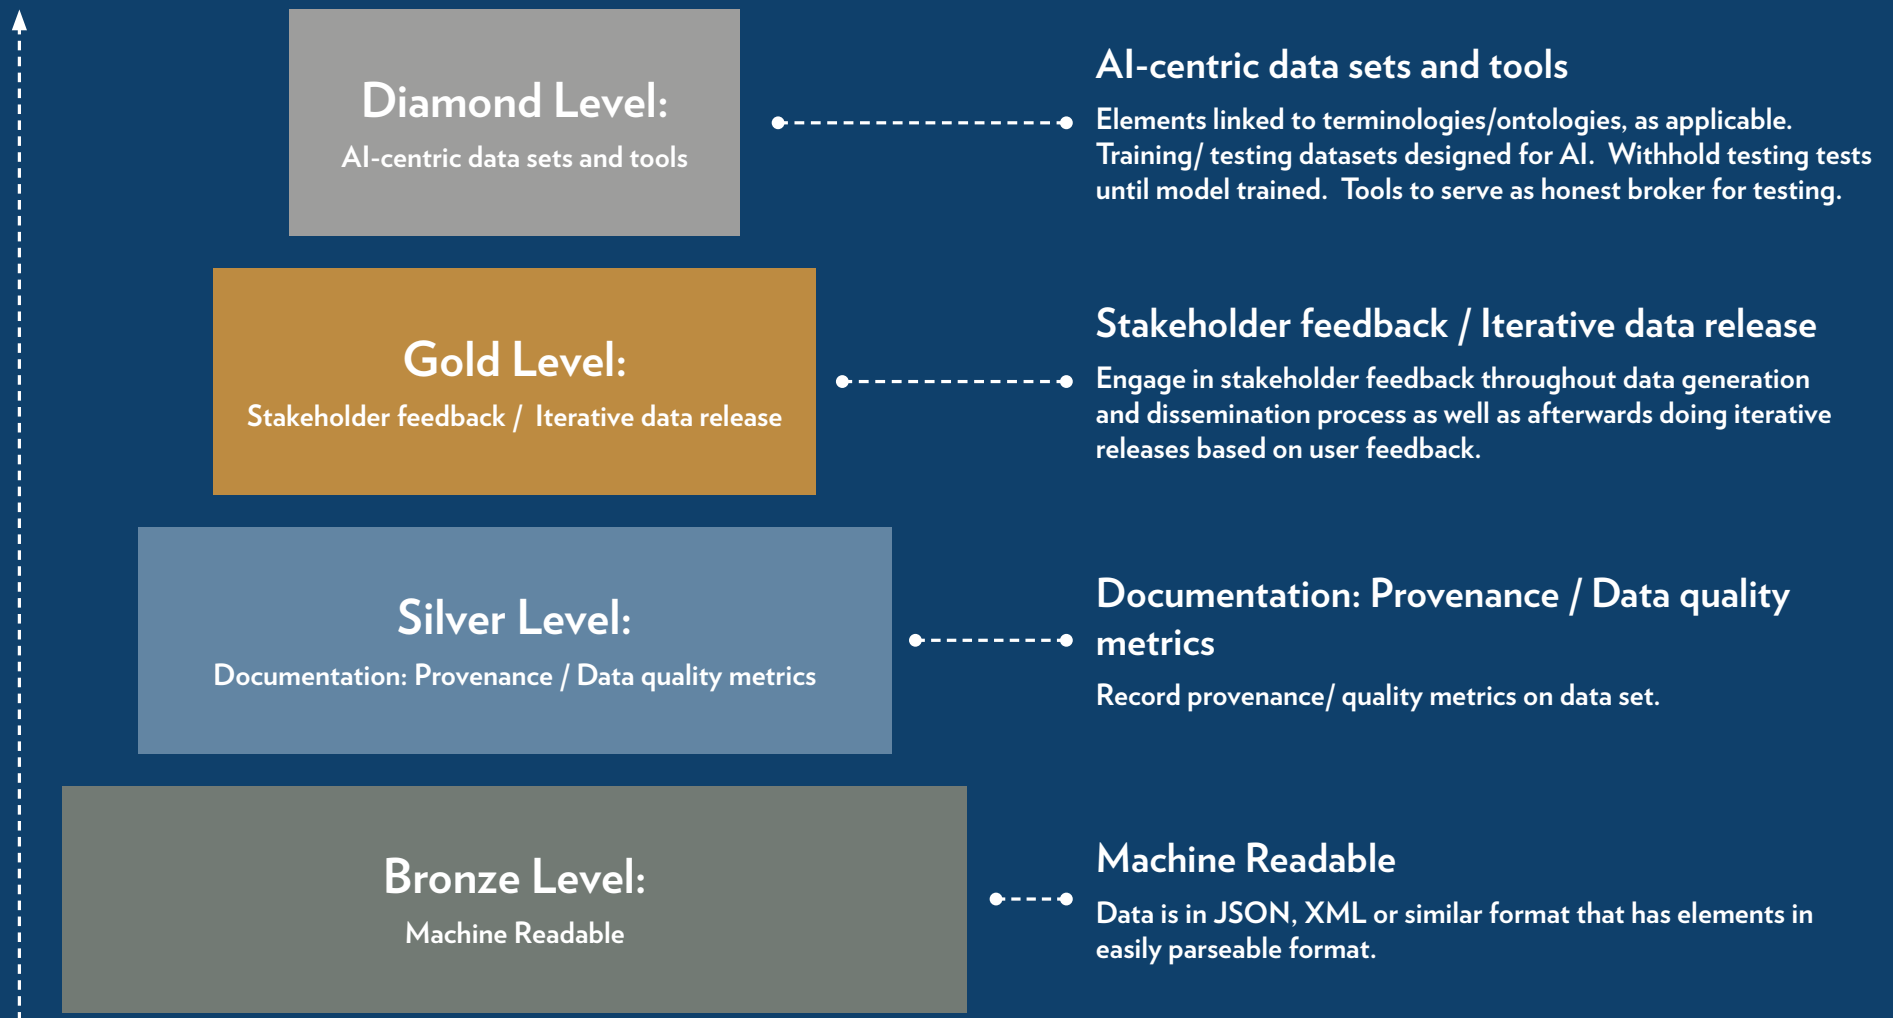 Diamond Level:
AI-centric data sets and tools
AI-centric data sets and tools
Elements linked to terminologies/ontologies, as applicable.
Training/ testing datasets designed for AI.  Withhold testing tests
until model trained.  Tools to serve as honest broker for testing.
Gold Level:
Stakeholder feedback /  Iterative data release
Stakeholder feedback / Iterative data release
Engage in stakeholder feedback throughout data generation
and dissemination process as well as afterwards doing iterative
releases based on user feedback.
Silver Level:
Documentation: Provenance / Data quality metrics
Documentation: Provenance / Data quality
metrics
Record provenance/ quality metrics on data set.
Bronze Level:
Machine Readable
Machine Readable
Data is in JSON, XML or similar format that has elements in
easily parseable format.